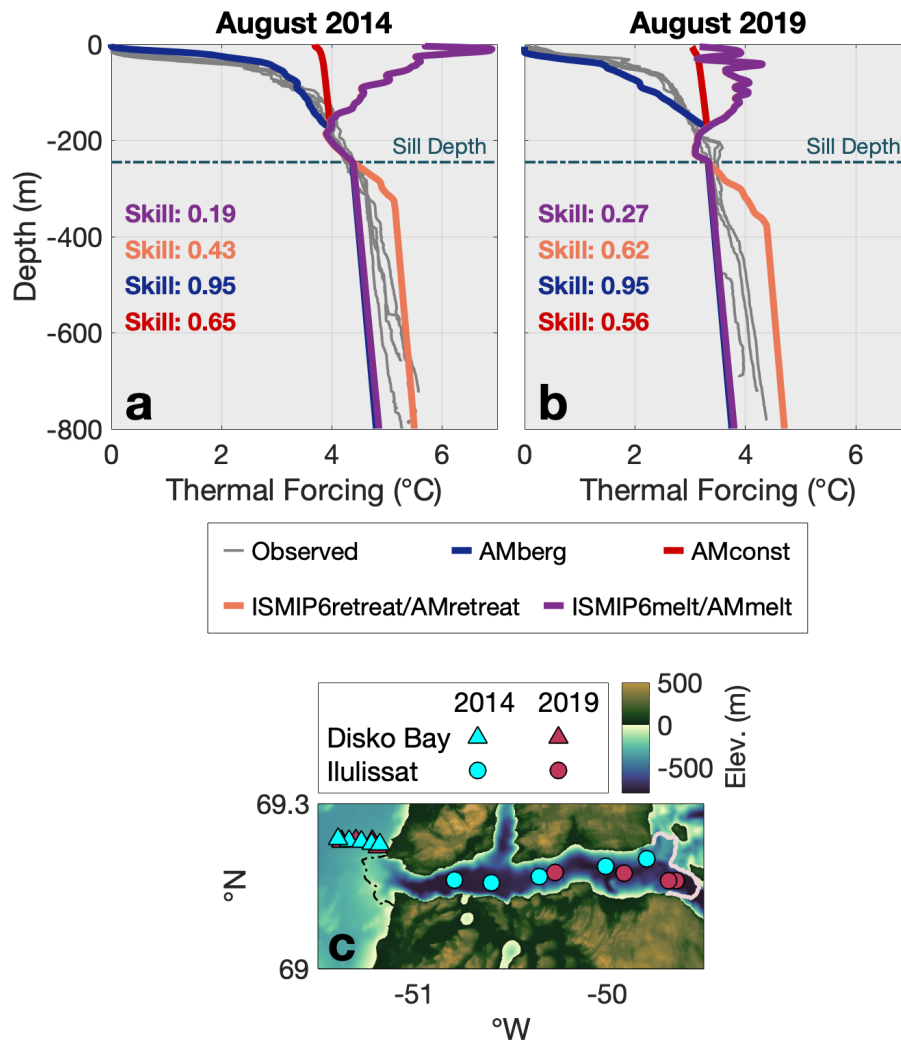 August 2014
August 2019
0
-200
-400
-600
-800
Depth (m)
Sill Depth
Skill: 0.19
Skill: 0.43
Skill: 0.95
Skill: 0.65
a
0 2 4 6
Thermal Forcing (°C)
Sill Depth
Skill: 0.27
Skill: 0.62
Skill: 0.95
Skill: 0.56
b
0 2 4 6
Thermal Forcing (°C)
Observed AMberg AMconst
ISMIP6retreat/AMretreat ISMIP6melt/AMmelt
2014 2019
Disko Bay
Ilulissat
500
0
-500
Elev. (m)
69.3
69
°N
c
-51 -50
°W